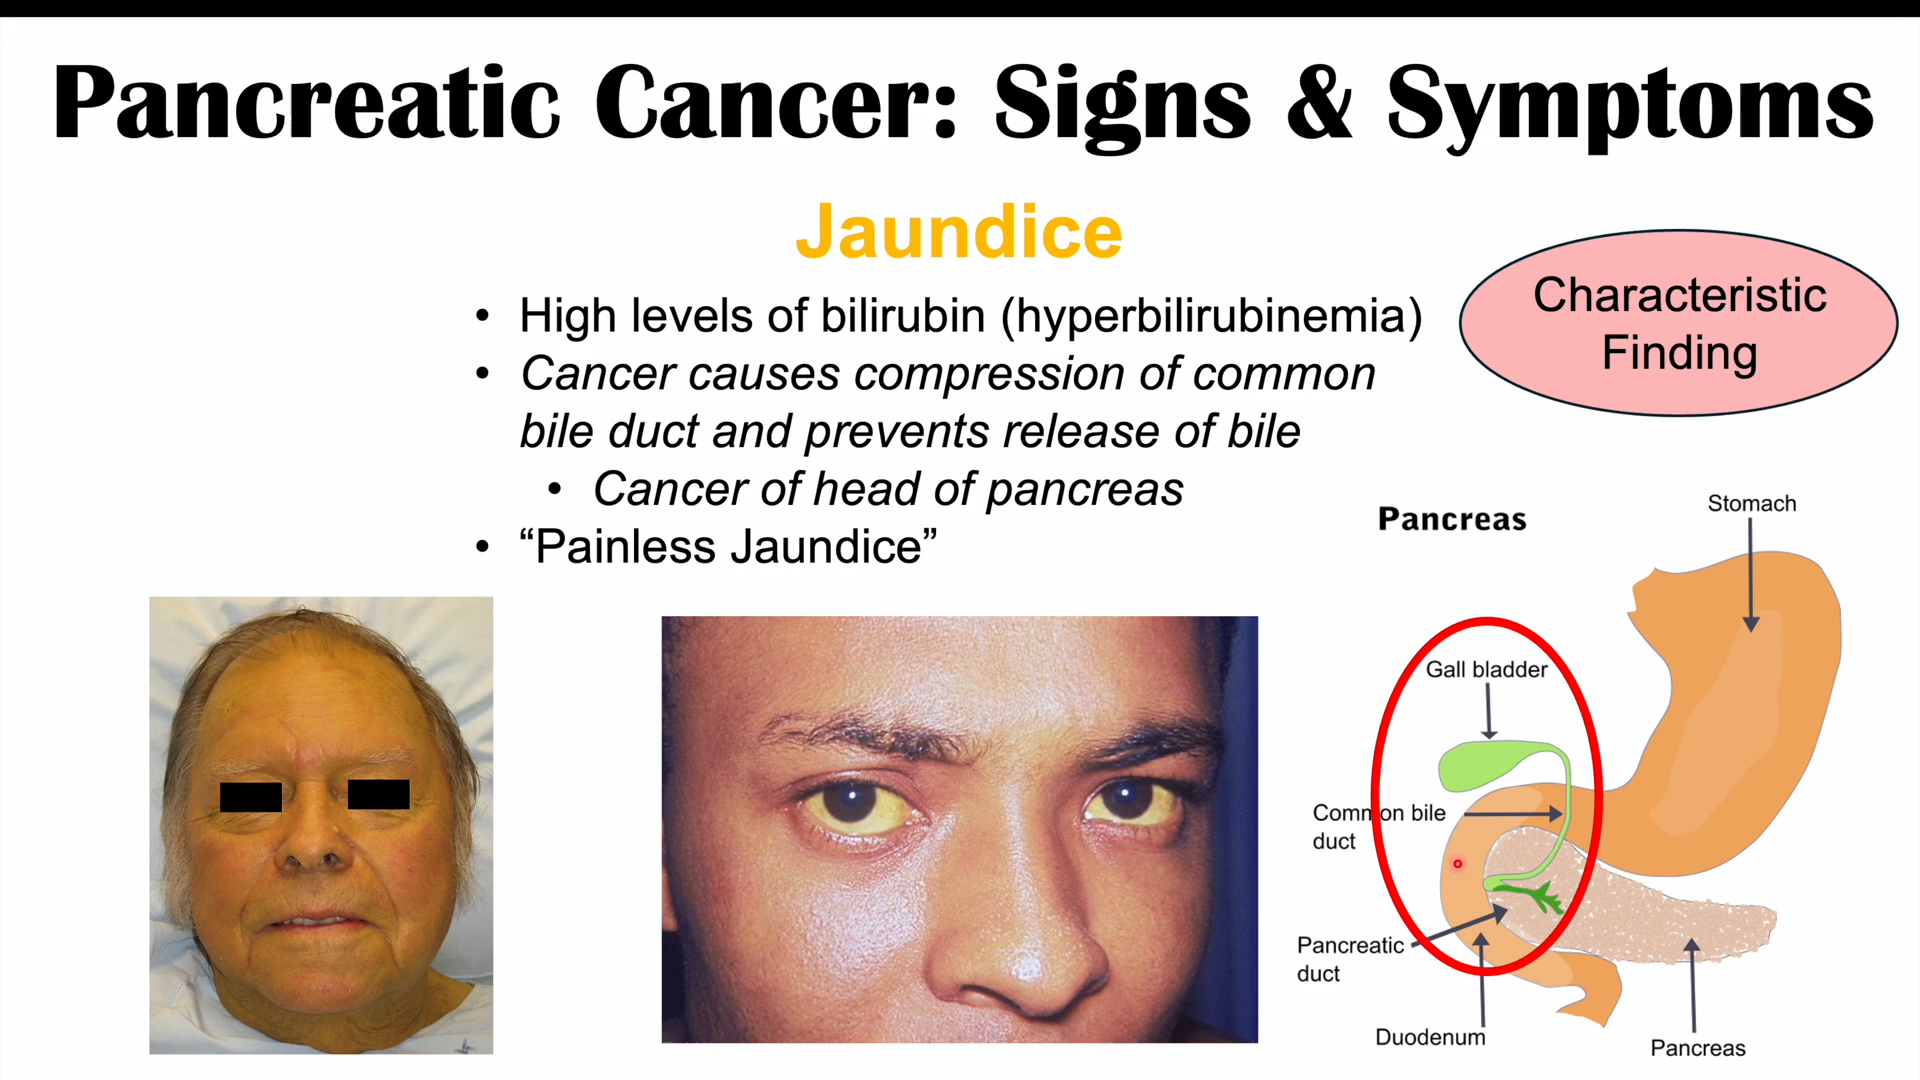 Pancreatic Cancer: Signs & Symptoms
Jaundice
• High levels of bilirubin (hyperbilirubinemia)
• Cancer causes compression of common
bile duct and prevents release of bile
• Cancer of head of pancreas
• “Painless Jaundice”
Characteristic
Finding
Pancreas
Stomach
Gall bladder
Common bile
duct
Pancreatic
duct
Duodenum
Pancreas